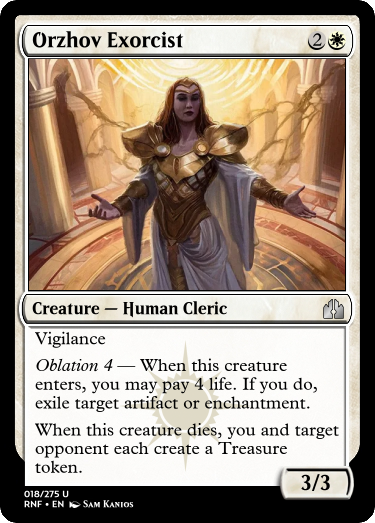 Orzhov Exorcist 2
Creature — Human Cleric
Vigilance
Oblation 4 — When this creature
enters, you may pay 4 life. If you do,
exile target artifact or enchantment.
When this creature dies, you and target
opponent each create a Treasure
token.
3/3
018/275 U
RNF • EN Sam Kanios